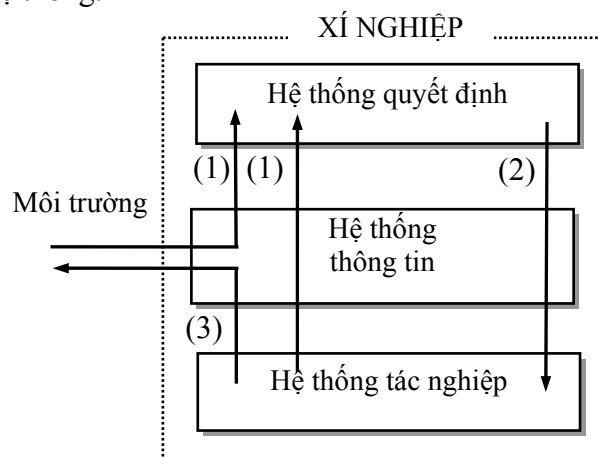 XÍ NGHIỆP
Hệ thống quyết định
(1) (1) (2)
Môi trường
Hệ thống
thông tin
(3)
Hệ thống tác nghiệp